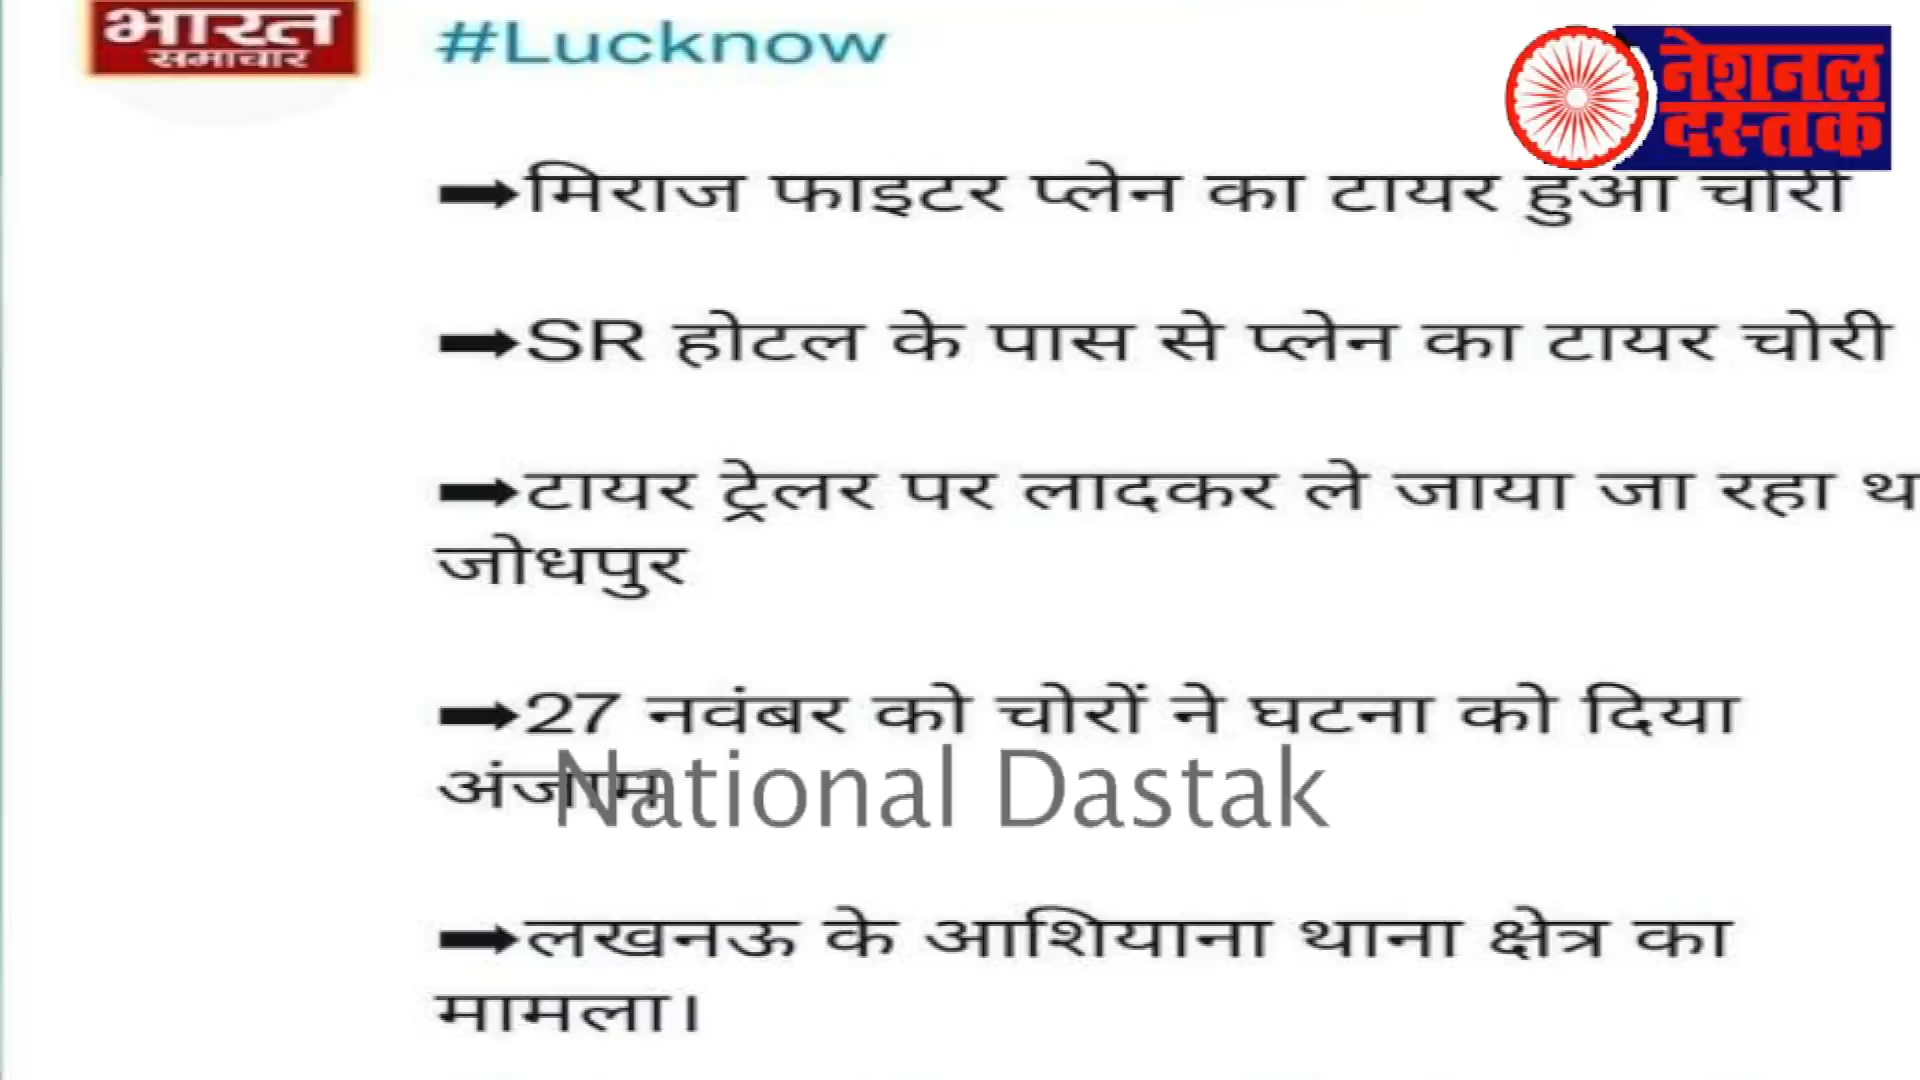 भारत
समाचार
#Lucknow
नेशनल
दस्तक
➡मिराज फाइटर प्लेन का टायर हुआ चोरी
➡SR होटल के पास से प्लेन का टायर चोरी
➡टायर ट्रेलर पर लादकर ले जाया जा रहा
जोधपुर
➡27 नवंबर को चोरों ने घटना को दिया
अंजाम
National Dastak
➡लखनऊ के आशियाना थाना क्षेत्र का
मामला।